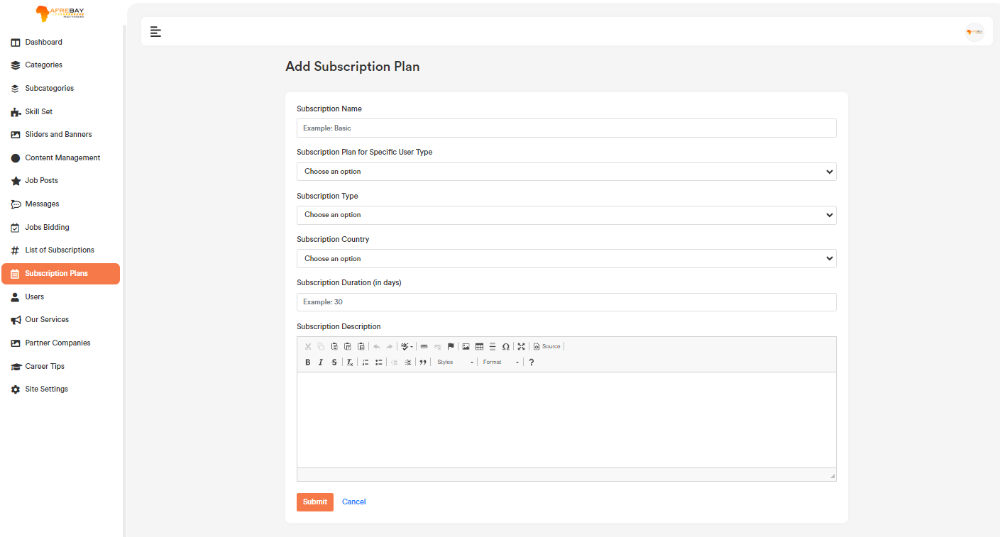 AFREBAY
Dashboard
Categories
Subcategories
Skill Set
Sliders and Banners
Content Management
Job Posts
Messages
Jobs Bidding
List of Subscriptions
Subscription Plans
Users
Our Services
Partner Companies
Career Tips
Site Settings
Add Subscription Plan
Subscription Name
Example: Basic
Subscription Plan for Specific User Type
Choose an option
Subscription Type
Choose an option
Subscription Country
Choose an option
Subscription Duration (in days)
Example: 30
Subscription Description
Source
Styles Format
Submit Cancel